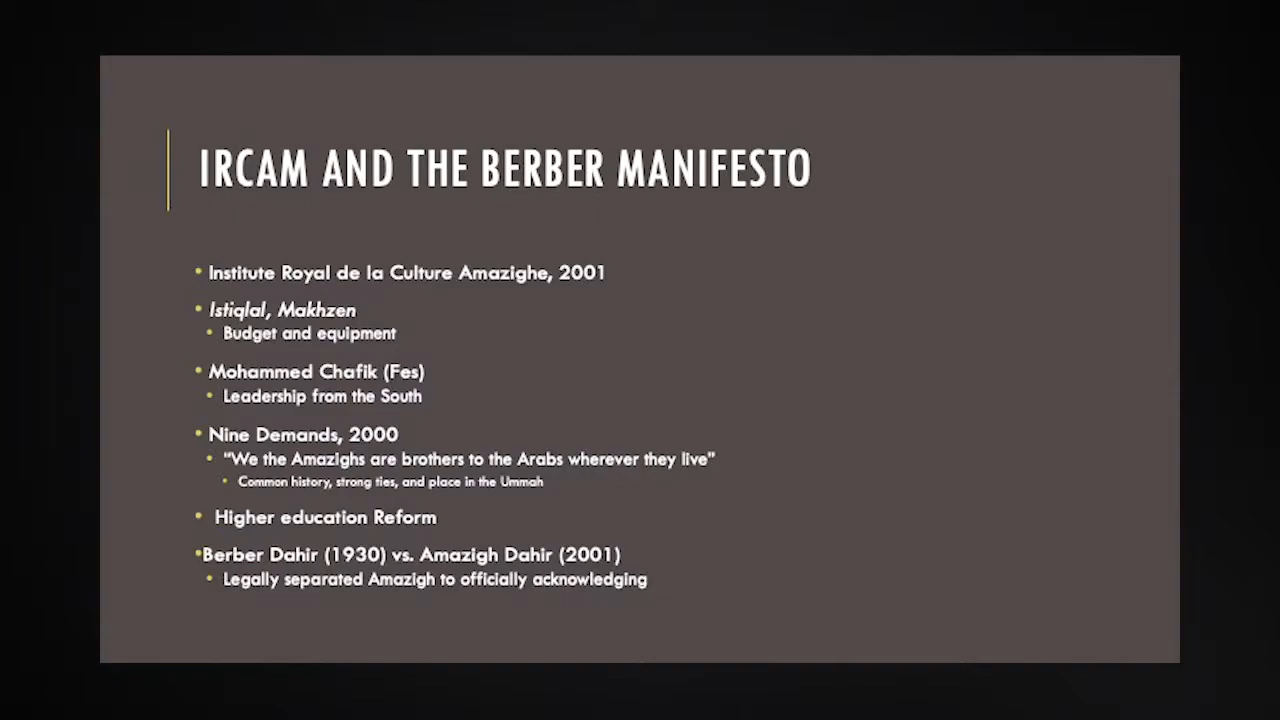 IRCAM AND THE BERBER MANIFESTO
• Institute Royal de la Culture Amazighe, 2001
• Istiqlal, Makhzen
• Budget and equipment
• Mohammed Chafik (Fes)
• Leadership from the South
• Nine Demands, 2000
• "We the Amazighs are brothers to the Arabs wherever they live"
• Common history, strong ties, and place in the Ummah
• Higher education Reform
•Berber Dahir (1930) vs. Amazigh Dahir (2001)
• Legally separated Amazigh to officially acknowledging